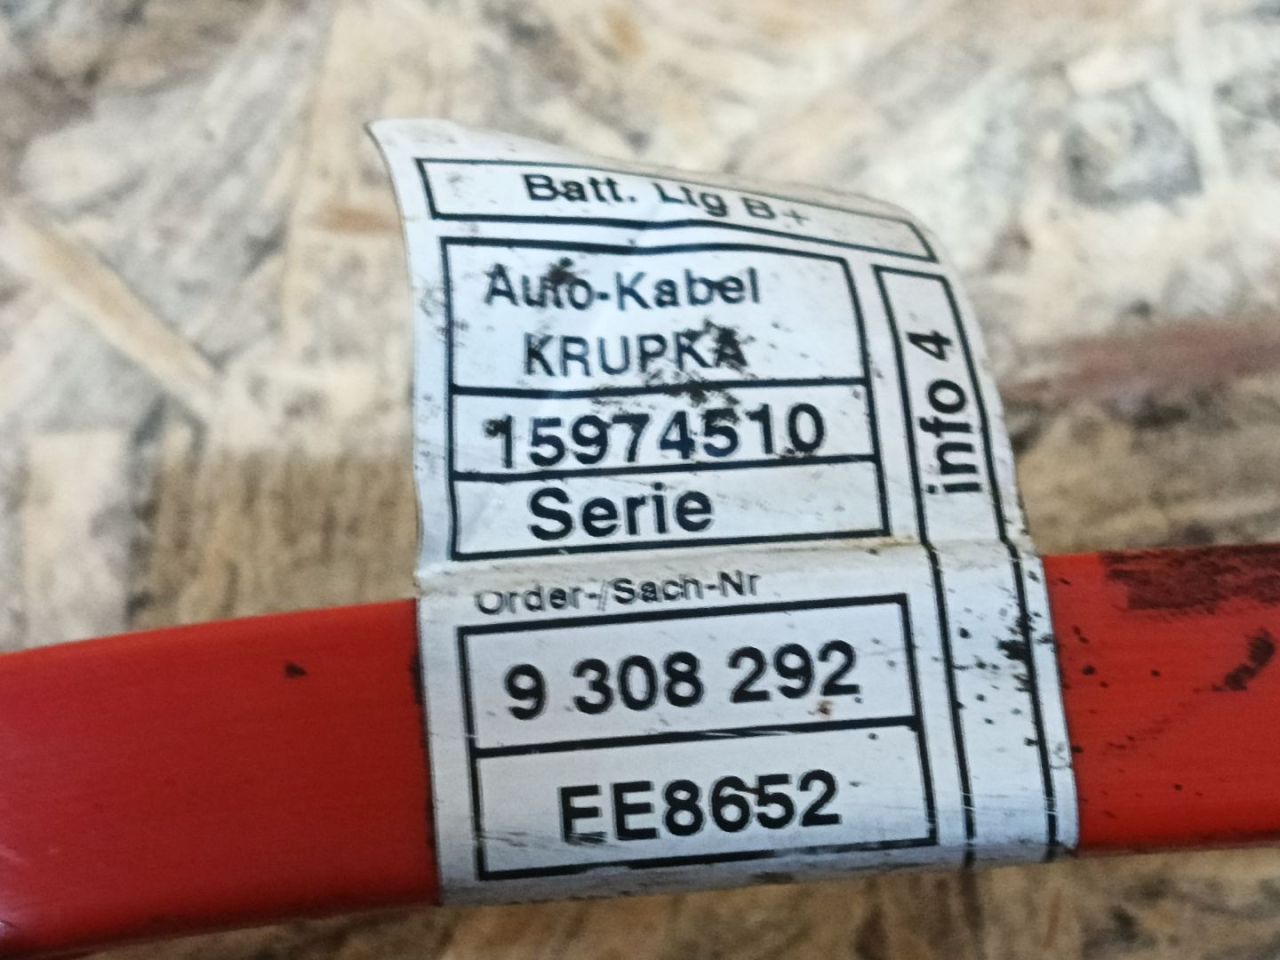 Batt. Ltg B+
Auto-Kabel
KRUPKA
15974510
Serie
info 4
Order-/Sach-Nr
9 308 292
EE8652